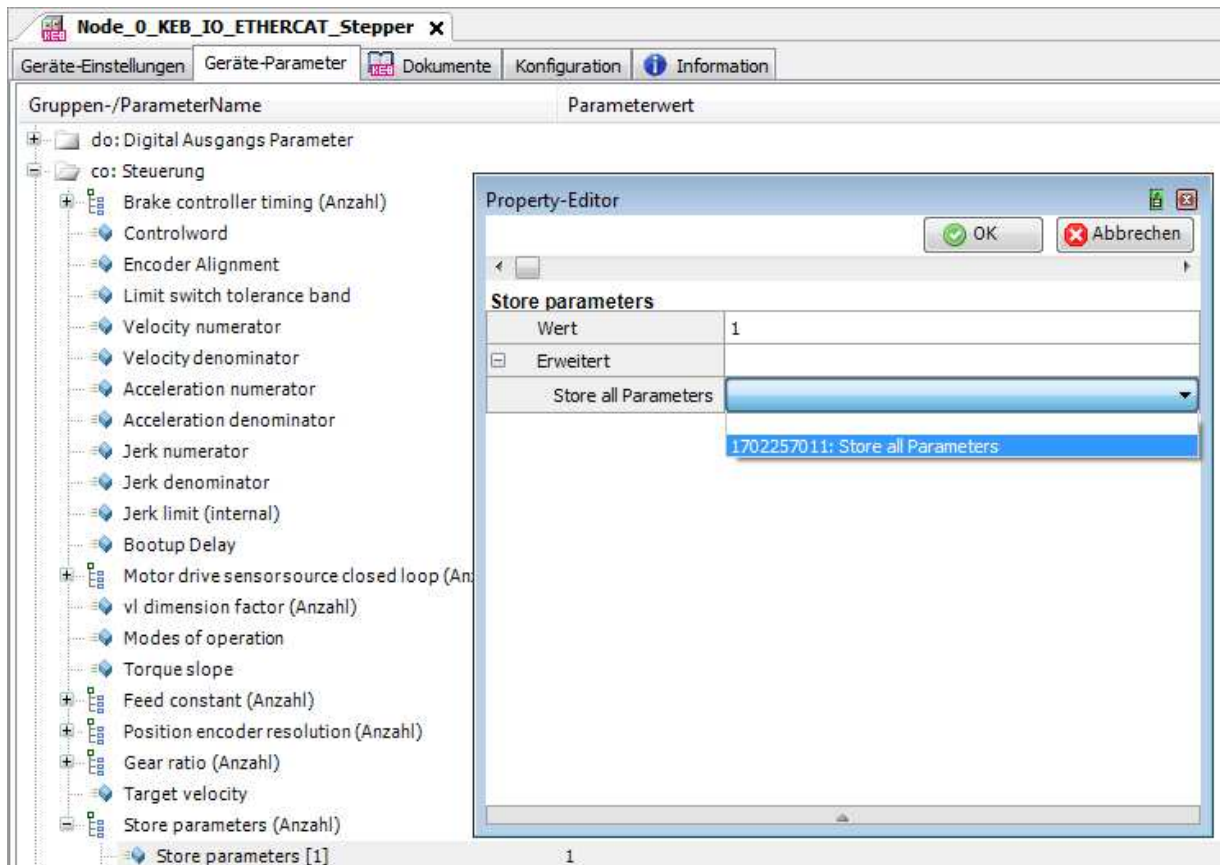 Node_0_KEB_IO_ETHERCAT_Stepper X
Geräte-Einstellungen Geräte-Parameter Dokumente Konfiguration Information
Gruppen-/ParameterName Parameterwert
do: Digital Ausgangs Parameter
co: Steuerung
Brake controller timing (Anzahl)
Controlword
Encoder Alignment
Limit switch tolerance band
Velocity numerator
Velocity denominator
Acceleration numerator
Acceleration denominator
Jerk numerator
Jerk denominator
Jerk limit (internal)
Bootup Delay
Motor drive sensorsource closed loop (An
vl dimension factor (Anzahl)
Modes of operation
Torque slope
Feed constant (Anzahl)
Position encoder resolution (Anzahl)
Gear ratio (Anzahl)
Target velocity
Store parameters (Anzahl)
Store parameters [1] 1
Property-Editor
OK Abbrechen
Store parameters
Wert 1
Erweitert
Store all Parameters
1702257011: Store all Parameters